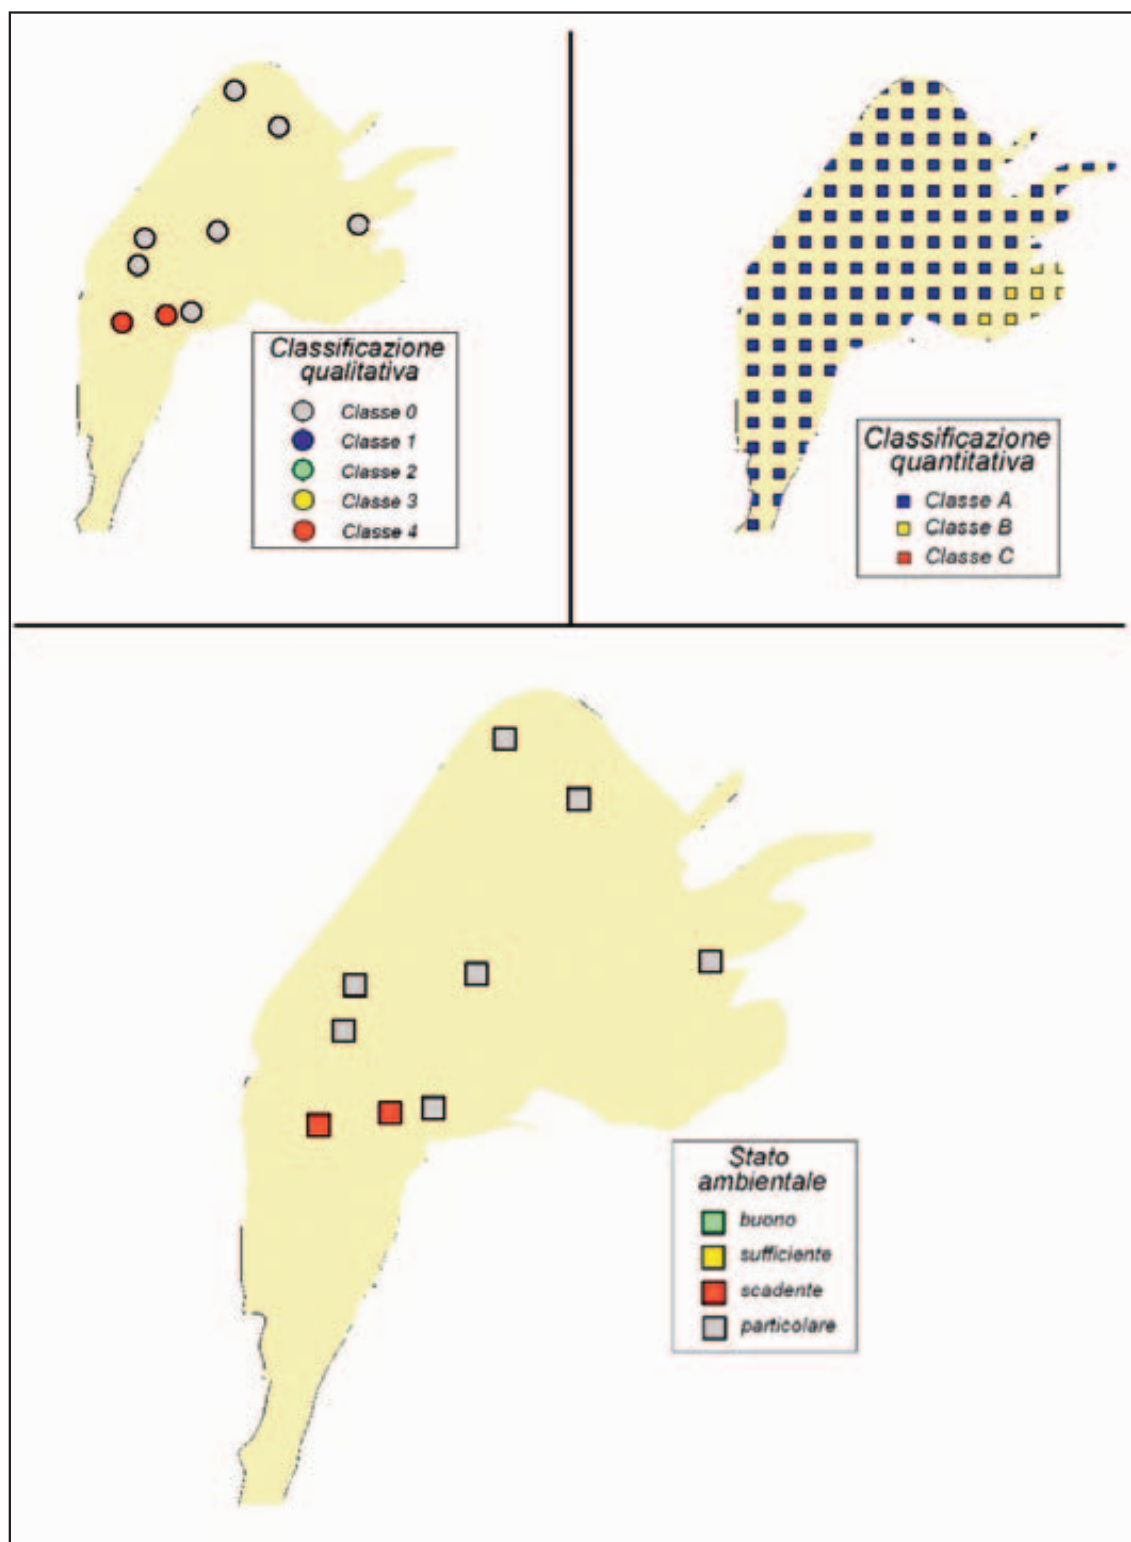 Classificazione
qualitativa
Classe 0
Classe 1
Classe 2
Classe 3
Classe 4
Classificazione
quantitativa
Classe A
Classe B
Classe C
Stato
ambientale
buono
sufficiente
scadente
particolare